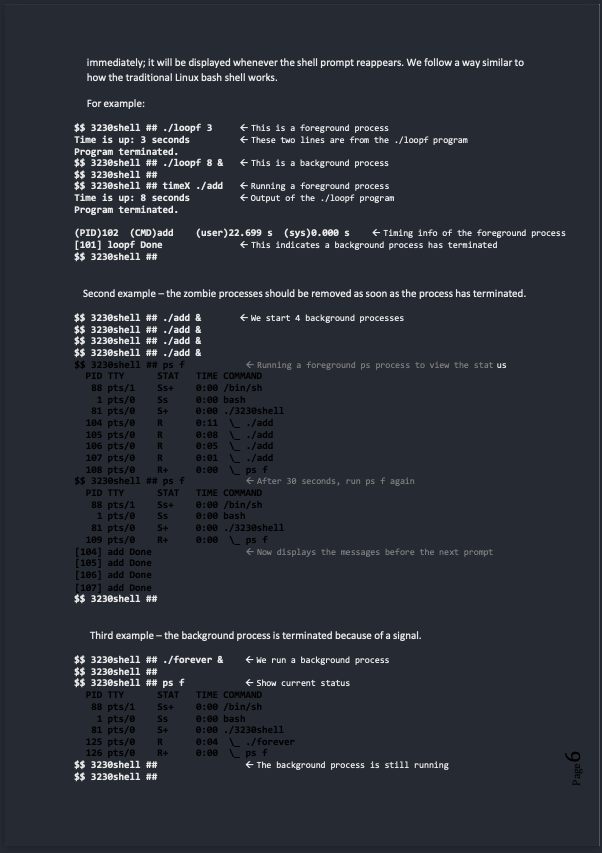 immediately; it will be displayed whenever the shell prompt reappears. We follow a way similar to
how the traditional Linux bash shell works.
For example:
$$ 3230shell ## ./loopf 3 ← This is a foreground process
Time is up: 3 seconds ← These two lines are from the ./loopf program
Program terminated.
$$ 3230shell ## ./loopf 8 & ← This is a background process
$$ 3230shell ##
$$ 3230shell ## timeX ./add ← Running a foreground process
Time is up: 8 seconds ← Output of the ./loopf program
Program terminated.
(PID)102 (CMD)add (user)22.699 s (sys)0.000 s ← Timing info of the foreground process
[101] loopf Done ← This indicates a background process has terminated
$$ 3230shell ##
Second example – the zombie processes should be removed as soon as the process has terminated.
$$ 3230shell ## ./add & ← We start 4 background processes
$$ 3230shell ## ./add &
$$ 3230shell ## ./add &
$$ 3230shell ## ./add &
$$ 3230shell ## ps f ← Running a foreground ps process to view the stat us
PID TTY STAT TIME COMMAND
88 pts/1 Ss+ 0:00 /bin/sh
1 pts/0 Ss 0:00 bash
81 pts/0 S+ 0:00 ./3230shell
104 pts/0 R 0:11 \_ ./add
105 pts/0 R 0:08 \_ ./add
106 pts/0 R 0:05 \_ ./add
107 pts/0 R 0:01 \_ ./add
108 pts/0 R+ 0:00 \_ ps f
$$ 3230shell ## ps f ← After 30 seconds, run ps f again
PID TTY STAT TIME COMMAND
88 pts/1 Ss+ 0:00 /bin/sh
1 pts/0 Ss 0:00 bash
81 pts/0 S+ 0:00 ./3230shell
109 pts/0 R+ 0:00 \_ ps f
[104] add Done ← Now displays the messages before the next prompt
[105] add Done
[106] add Done
[107] add Done
$$ 3230shell ##
Third example – the background process is terminated because of a signal.
$$ 3230shell ## ./forever & ← We run a background process
$$ 3230shell ##
$$ 3230shell ## ps f ← Show current status
PID TTY STAT TIME COMMAND
88 pts/1 Ss+ 0:00 /bin/sh
1 pts/0 Ss 0:00 bash
81 pts/0 S+ 0:00 ./3230shell
125 pts/0 R 0:04 \_ ./forever
126 pts/0 R+ 0:00 \_ ps f
$$ 3230shell ## ← The background process is still running
$$ 3230shell ##
Page 6